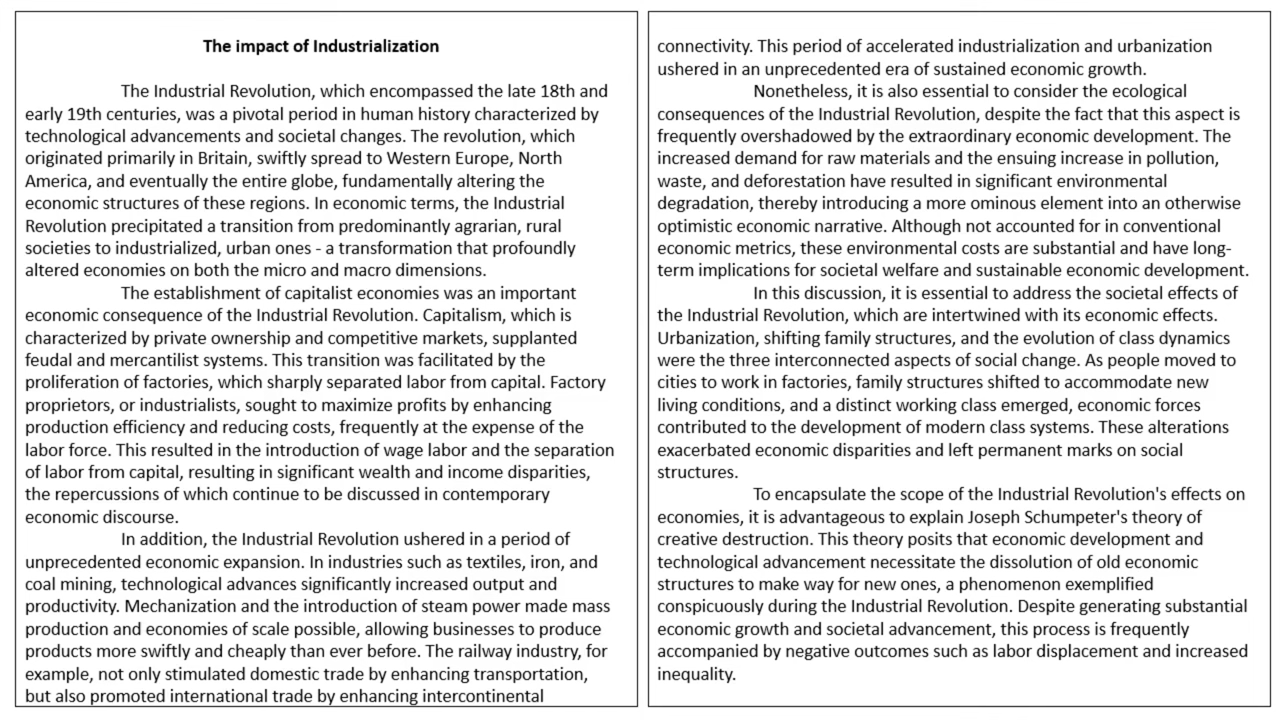 The impact of Industrialization
The Industrial Revolution, which encompassed the late 18th and
early 19th centuries, was a pivotal period in human history characterized by
technological advancements and societal changes. The revolution, which
originated primarily in Britain, swiftly spread to Western Europe, North
America, and eventually the entire globe, fundamentally altering the
economic structures of these regions. In economic terms, the Industrial
Revolution precipitated a transition from predominantly agrarian, rural
societies to industrialized, urban ones - a transformation that profoundly
altered economies on both the micro and macro dimensions.
The establishment of capitalist economies was an important
economic consequence of the Industrial Revolution. Capitalism, which is
characterized by private ownership and competitive markets, supplanted
feudal and mercantilist systems. This transition was facilitated by the
proliferation of factories, which sharply separated labor from capital. Factory
proprietors, or industrialists, sought to maximize profits by enhancing
production efficiency and reducing costs, frequently at the expense of the
labor force. This resulted in the introduction of wage labor and the separation
of labor from capital, resulting in significant wealth and income disparities,
the repercussions of which continue to be discussed in contemporary
economic discourse.
In addition, the Industrial Revolution ushered in a period of
unprecedented economic expansion. In industries such as textiles, iron, and
coal mining, technological advances significantly increased output and
productivity. Mechanization and the introduction of steam power made mass
production and economies of scale possible, allowing businesses to produce
products more swiftly and cheaply than ever before. The railway industry, for
example, not only stimulated domestic trade by enhancing transportation,
but also promoted international trade by enhancing intercontinental
connectivity. This period of accelerated industrialization and urbanization
ushered in an unprecedented era of sustained economic growth.
Nonetheless, it is also essential to consider the ecological
consequences of the Industrial Revolution, despite the fact that this aspect is
frequently overshadowed by the extraordinary economic development. The
increased demand for raw materials and the ensuing increase in pollution,
waste, and deforestation have resulted in significant environmental
degradation, thereby introducing a more ominous element into an otherwise
optimistic economic narrative. Although not accounted for in conventional
economic metrics, these environmental costs are substantial and have long-
term implications for societal welfare and sustainable economic development.
In this discussion, it is essential to address the societal effects of
the Industrial Revolution, which are intertwined with its economic effects.
Urbanization, shifting family structures, and the evolution of class dynamics
were the three interconnected aspects of social change. As people moved to
cities to work in factories, family structures shifted to accommodate new
living conditions, and a distinct working class emerged, economic forces
contributed to the development of modern class systems. These alterations
exacerbated economic disparities and left permanent marks on social
structures.
To encapsulate the scope of the Industrial Revolution's effects on
economies, it is advantageous to explain Joseph Schumpeter's theory of
creative destruction. This theory posits that economic development and
technological advancement necessitate the dissolution of old economic
structures to make way for new ones, a phenomenon exemplified
conspicuously during the Industrial Revolution. Despite generating substantial
economic growth and societal advancement, this process is frequently
accompanied by negative outcomes such as labor displacement and increased
inequality.